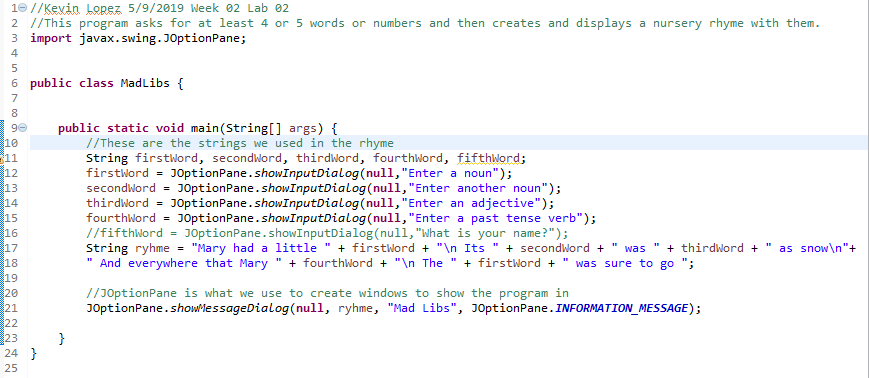 1 //Kevin Lopez 5/9/2019 Week 02 Lab 02
2 //This program asks for at least 4 or 5 words or numbers and then creates and displays a nursery rhyme with them.
3 import javax.swing.JOptionPane;
4
5
6 public class MadLibs {
7
8
9     public static void main(String[] args) {
10         //These are the strings we used in the rhyme
11         String firstWord, secondWord, thirdWord, fourthWord, fifthWord;
12         firstWord = JOptionPane.showInputDialog(null,"Enter a noun");
13         secondWord = JOptionPane.showInputDialog(null,"Enter another noun");
14         thirdWord = JOptionPane.showInputDialog(null,"Enter an adjective");
15         fourthWord = JOptionPane.showInputDialog(null,"Enter a past tense verb");
16         //fifthWord = JOptionPane.showInputDialog(null,"What is your name?");
17         String ryhme = "Mary had a little " + firstWord + "\n Its " + secondWord + " was " + thirdWord + " as snow\n"+
18         " And everywhere that Mary " + fourthWord + "\n The " + firstWord + " was sure to go ";
19
20         //JOptionPane is what we use to create windows to show the program in
21         JOptionPane.showMessageDialog(null, ryhme, "Mad Libs", JOptionPane.INFORMATION_MESSAGE);
22
23     }
24 }
25